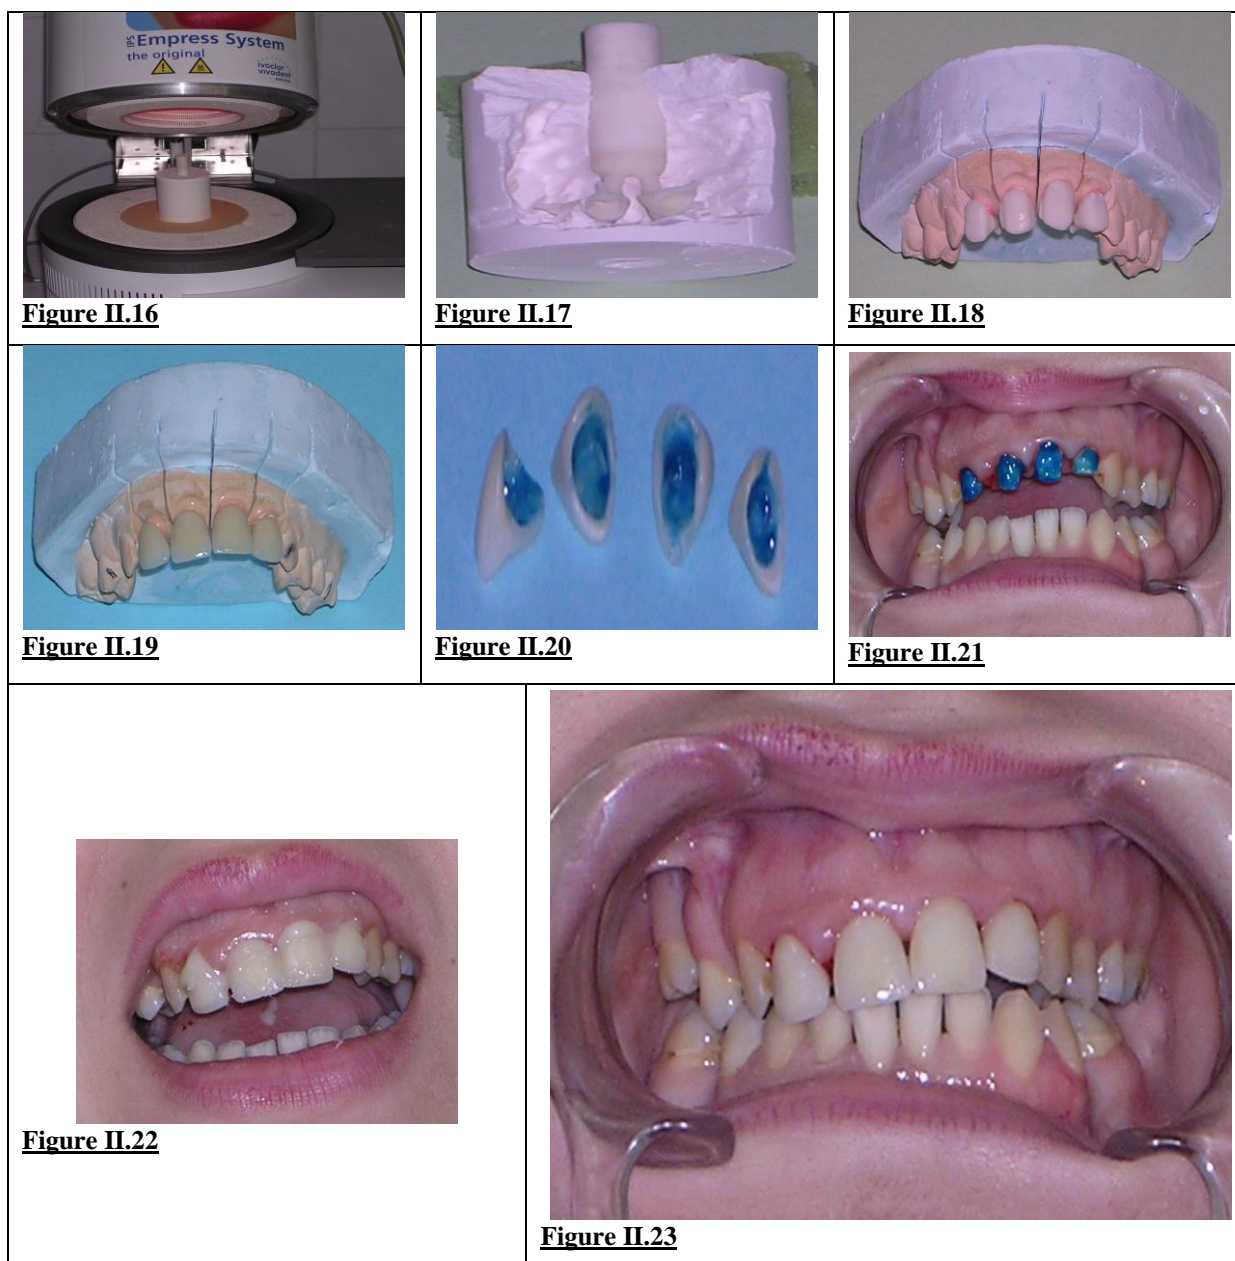 IPS Empress System
the original
ivoclar
vivadent
Figure II.16
Figure II.17
Figure II.18
Figure II.19
Figure II.20
Figure II.21
Figure II.22
Figure II.23